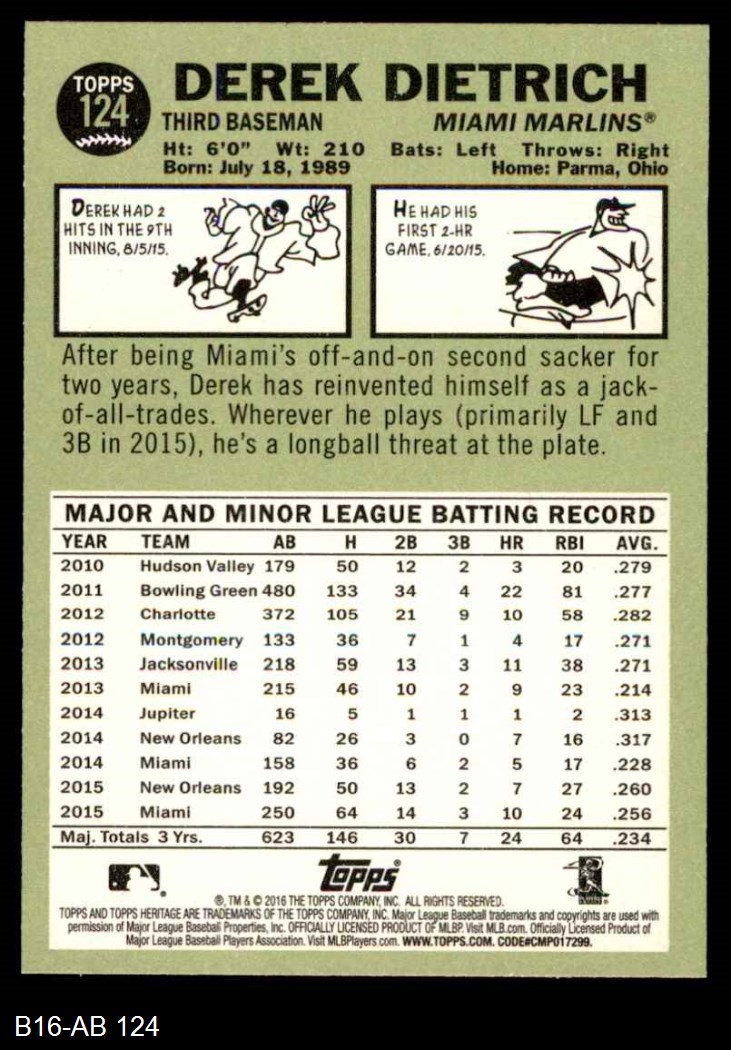 TOPPS
124
DEREK DIETRICH
THIRD BASEMAN MIAMI MARLINS®
Ht: 6'0" Wt: 210 Bats: Left Throws: Right
Born: July 18, 1989 Home: Parma, Ohio
DEREK HAD 2
HITS IN THE 9TH
INNING, 8/5/15.
HE HAD HIS
FIRST 2-HR
GAME, 6/20/15.
After being Miami's off-and-on second sacker for
two years, Derek has reinvented himself as a jack-
of-all-trades. Wherever he plays (primarily LF and
3B in 2015), he's a longball threat at the plate.
MAJOR AND MINOR LEAGUE BATTING RECORD
YEAR TEAM AB H 2B 3B HR RBI AVG.
2010 Hudson Valley 179 50 12 2 3 20 .279
2011 Bowling Green 480 133 34 4 22 81 .277
2012 Charlotte 372 105 21 9 10 58 .282
2012 Montgomery 133 36 7 1 4 17 .271
2013 Jacksonville 218 59 13 3 11 38 .271
2013 Miami 215 46 10 2 9 23 .214
2014 Jupiter 16 5 1 1 1 2 .313
2014 New Orleans 82 26 3 0 7 16 .317
2014 Miami 158 36 6 2 5 17 .228
2015 New Orleans 192 50 13 2 7 27 .260
2015 Miami 250 64 14 3 10 24 .256
Maj. Totals 3 Yrs. 623 146 30 7 24 64 .234
Topps®
®, TM & © 2016 THE TOPPS COMPANY, INC. ALL RIGHTS RESERVED.
TOPPS AND TOPPS HERITAGE ARE TRADEMARKS OF THE TOPPS COMPANY, INC. Major League Baseball trademarks and copyrights are used with
permission of Major League Baseball Properties, Inc. OFFICIALLY LICENSED PRODUCT OF MLBP. Visit MLB.com. Officially Licensed Product of
Major League Baseball Players Association. Visit MLBPlayers.com. WWW.TOPPS.COM. CODE#CMP017299.
B16-AB 124